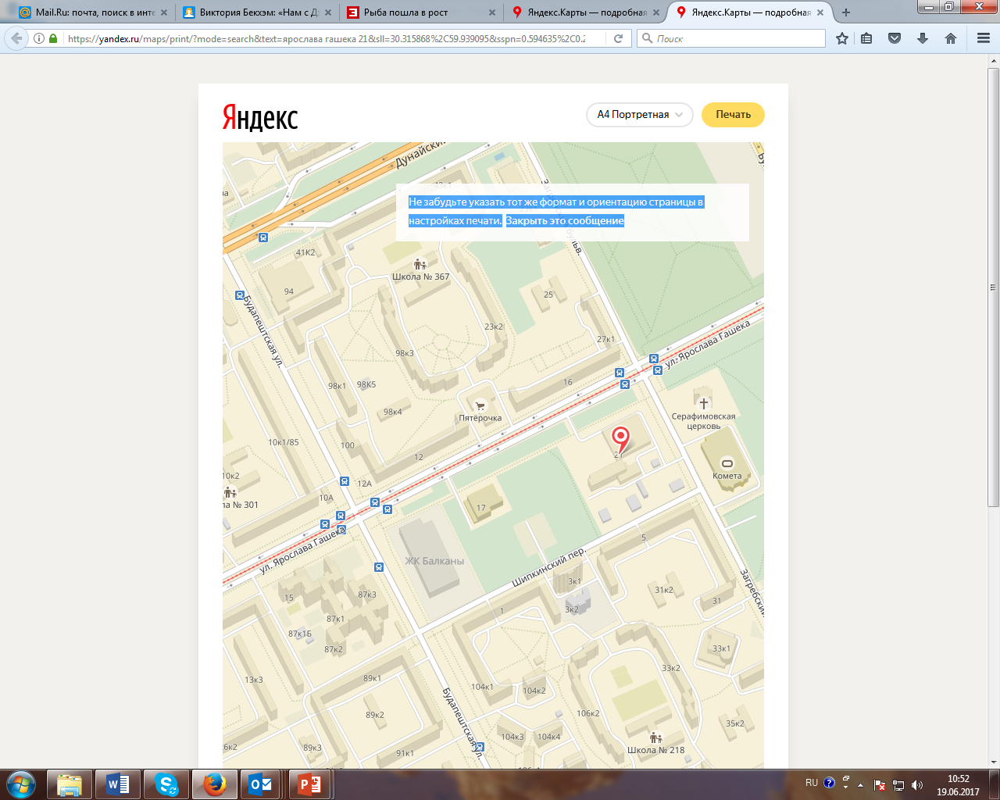 Mail.Ru: почта, поиск в инте
Виктория Бекхэм: «Нам с Д
Рыба пошла в рост
Яндекс.Карты — подробная
Яндекс.Карты — подробная
https://yandex.ru/maps/print/?mode=search&text=ярослава гашека 21&sll=30.315868%2C59.939095&sspn=0.594635%2C0.2
Поиск
Яндекс
А4 Портретная
Печать
Дунайский
43к1
Не забудьте указать тот же формат и ориентацию страницы в
настройках печати. Закрыть это сообщение
41К2
Школа № 367
94
25
Будапештская ул.
23к2
27к1
ул. Ярослава Гашека
98к3
98к1
98К5
16
98к4
Пятёрочка
Серафимовская
церковь
10к1/85
100
12
21
10к2
12А
Комета
10А
ла № 301
17
5
ул. Ярослава Гашека
ЖК Балканы
Шипкинский пер.
Загребский
3к1
31к2
15
87к3
31
1
3к2
87к1
87к1Б
87к2
33к1
33к2
13к3
89к1
104к1
104к2
Будапештская ул.
89к2
106к2
35к2
104к3
104к4
6к2
89к3
91к1
Школа № 218
RU
10:52
19.06.2017